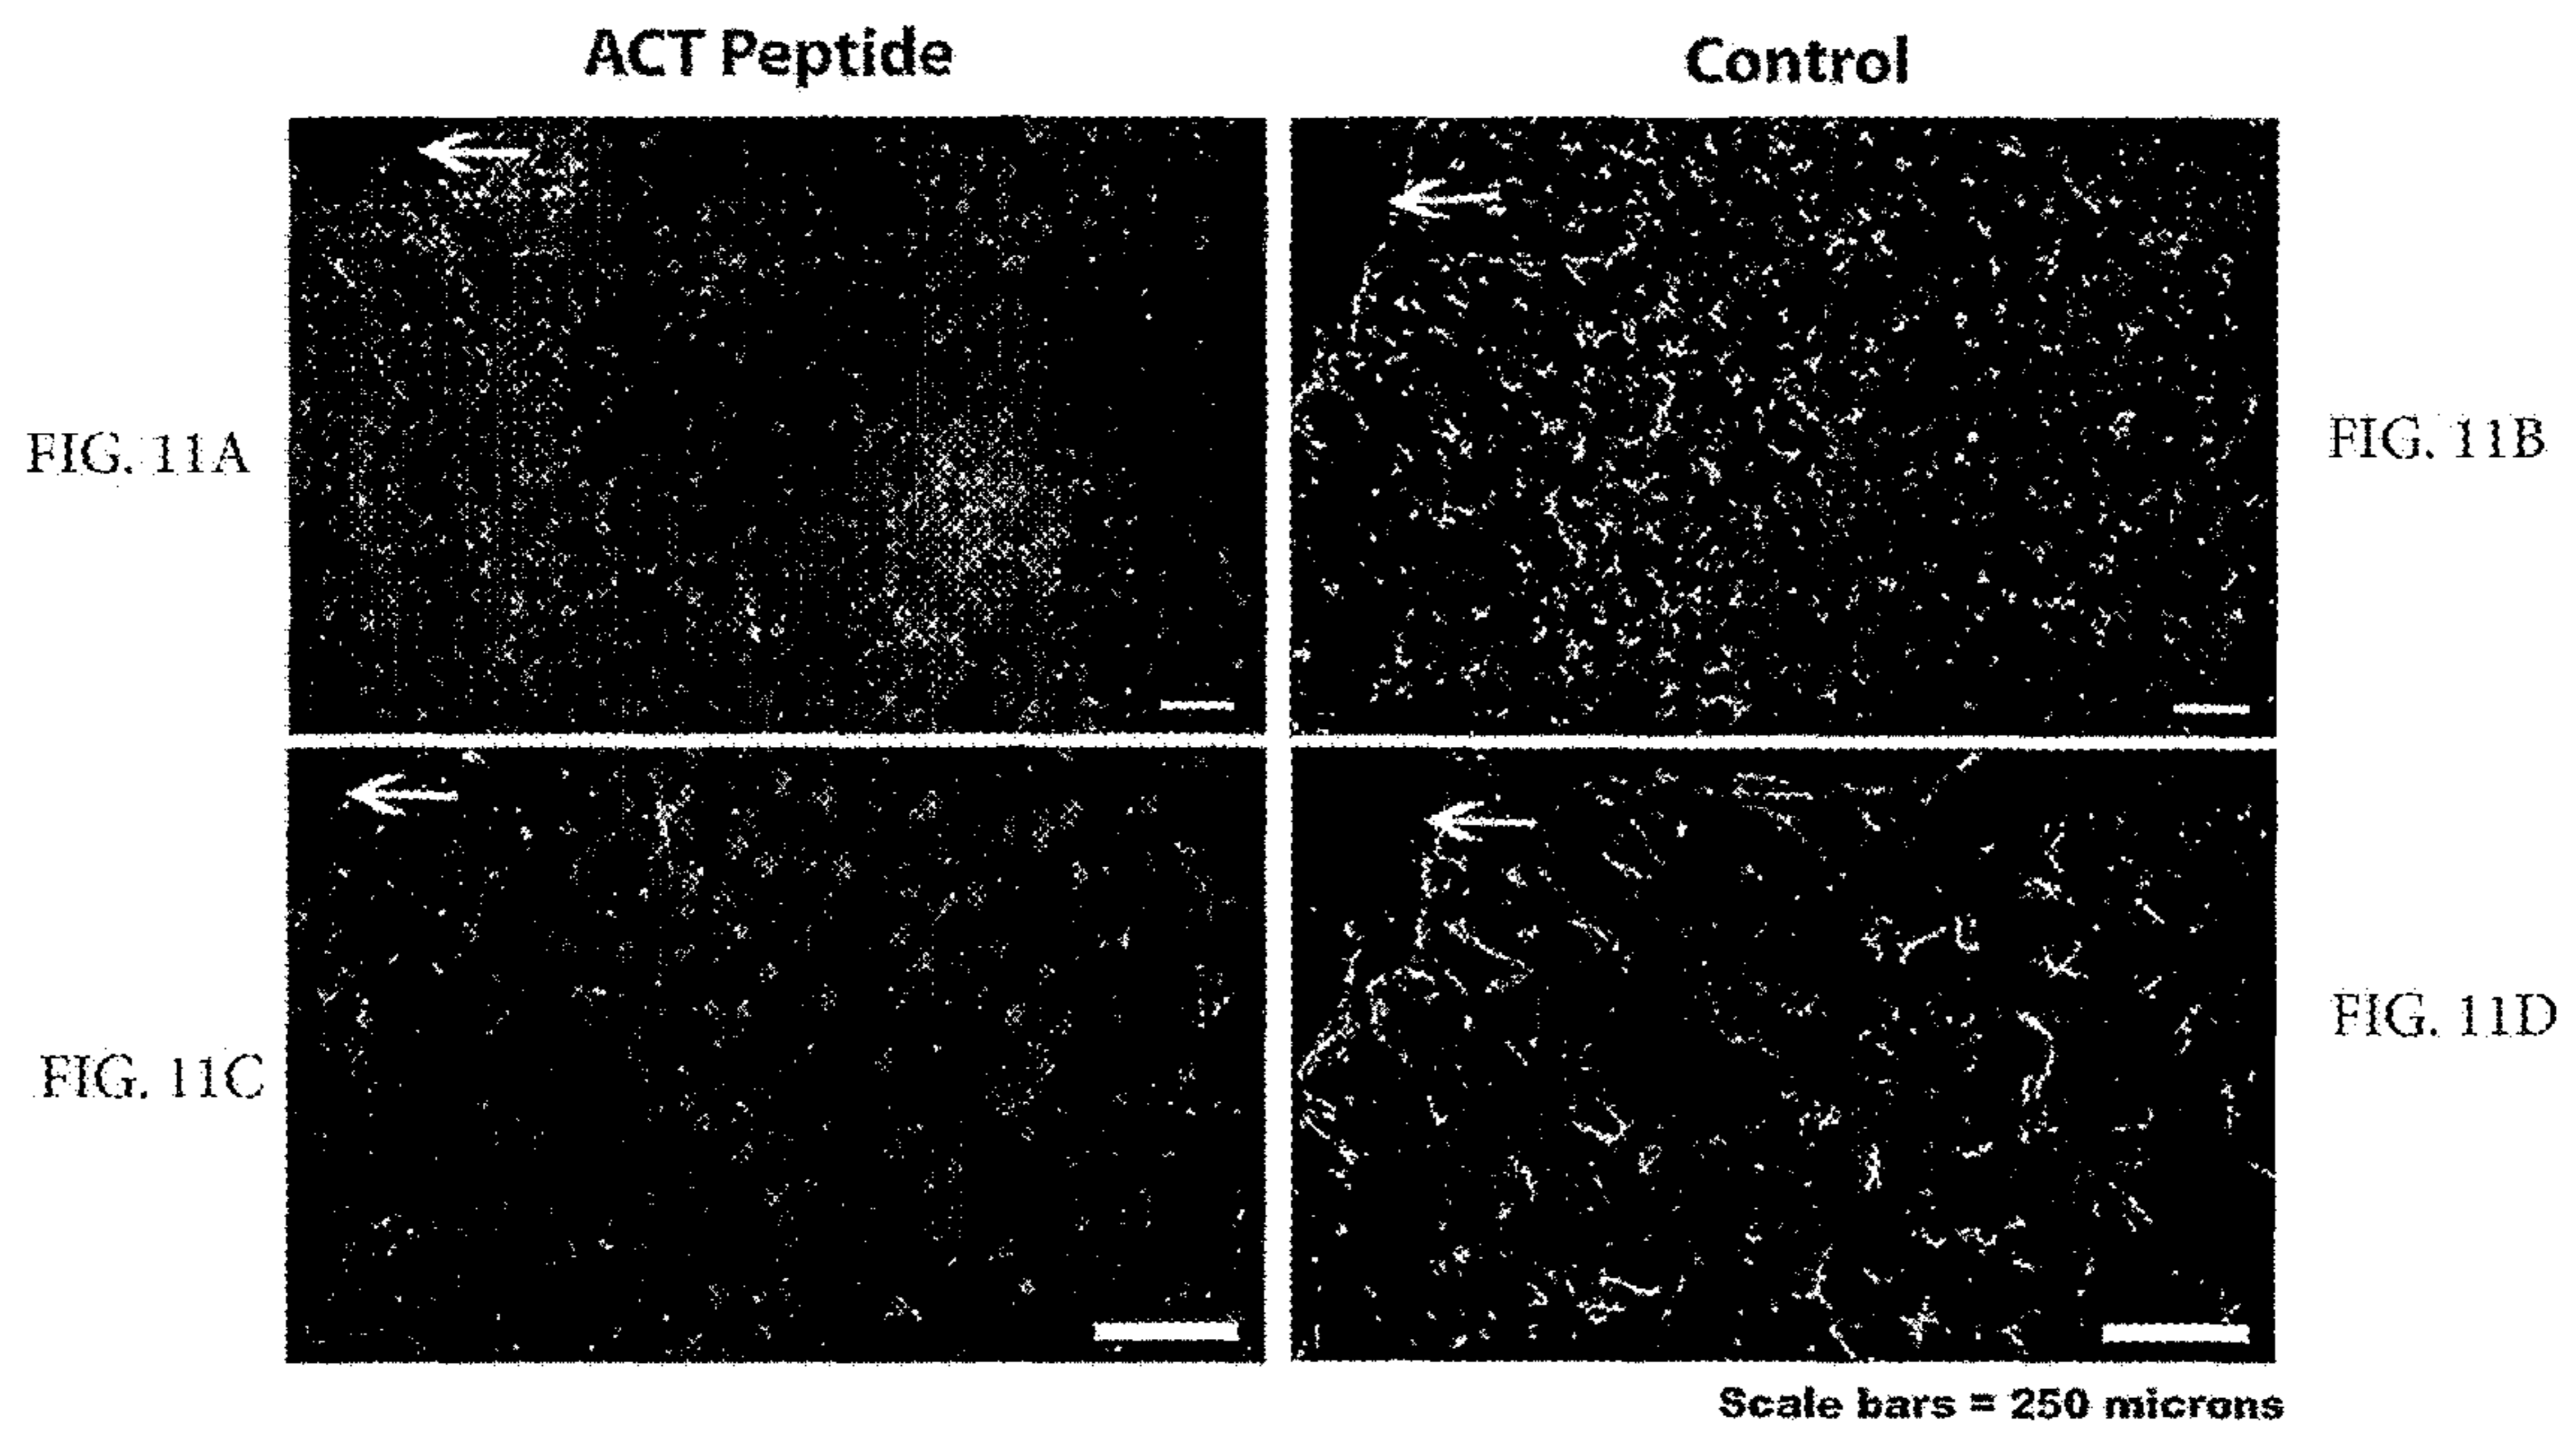 ACT Peptide
Control
FIG. 11A
FIG. 11B
FIG. 11C
FIG. 11D
Scale bars = 250 microns